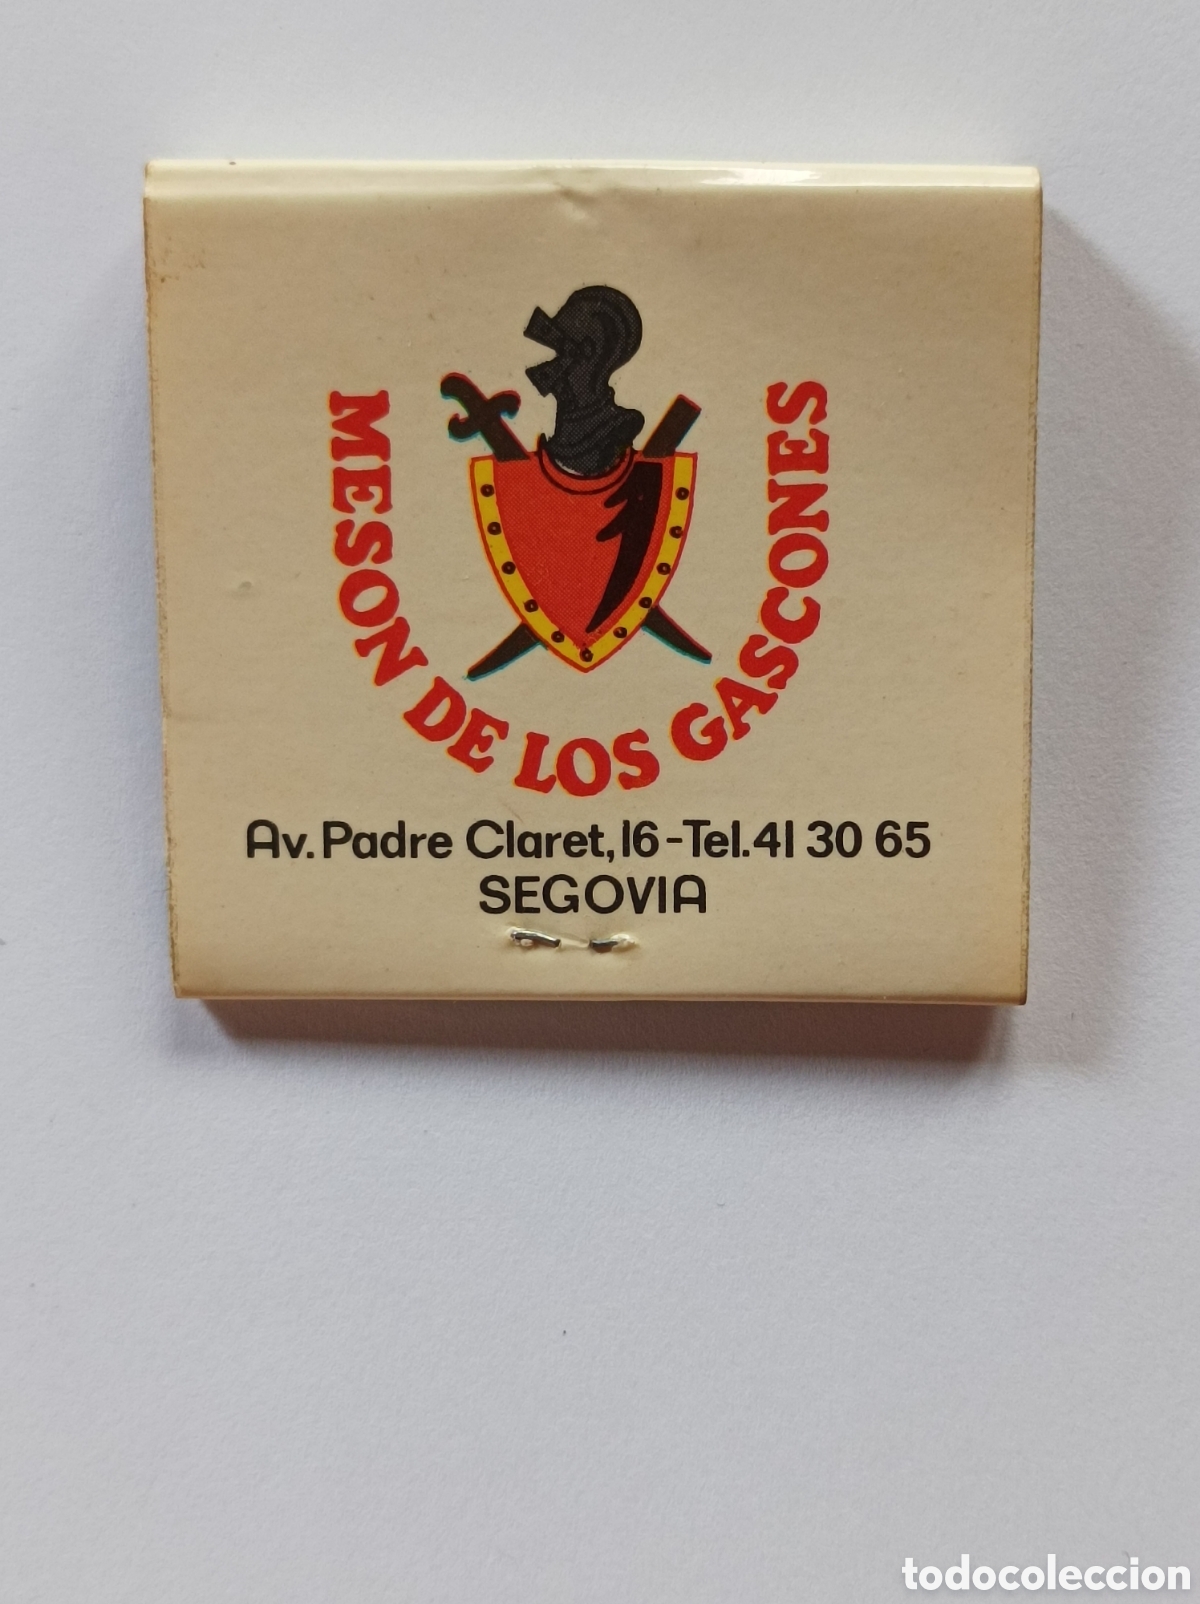 MESON DE LOS GASCONES
Av. Padre Claret, 16 - Tel. 41 30 65
SEGOVIA
todocoleccion